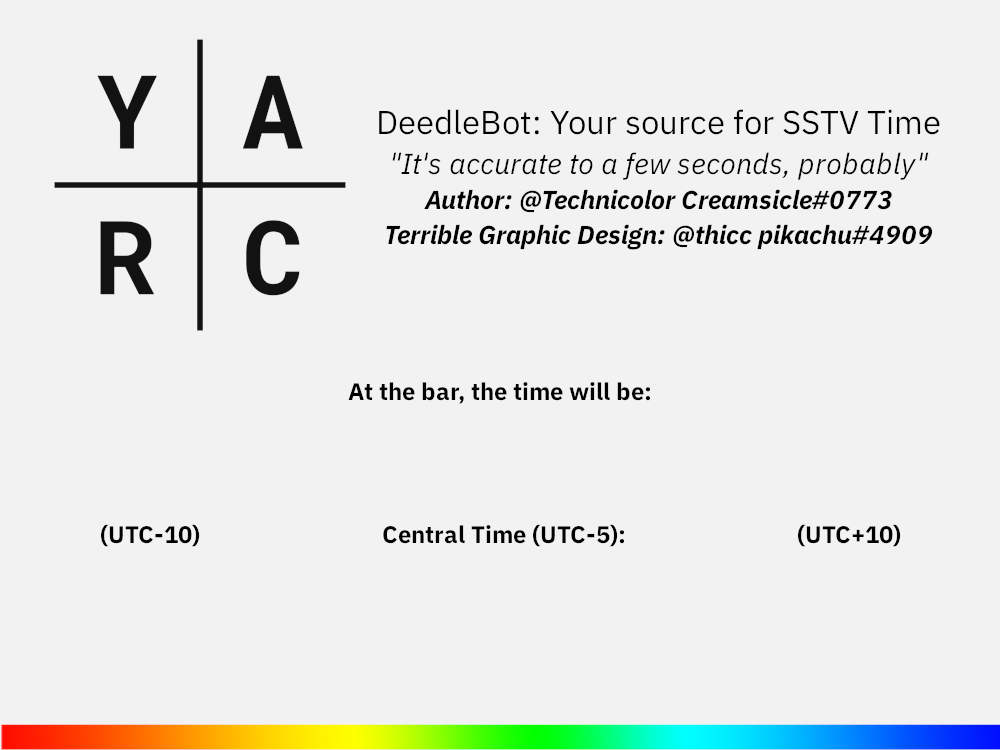 Y A
R C
DeedleBot: Your source for SSTV Time
"It's accurate to a few seconds, probably"
Author: @Technicolor Creamsicle#0773
Terrible Graphic Design: @thicc pikachu#4909
At the bar, the time will be:
(UTC-10) Central Time (UTC-5): (UTC+10)